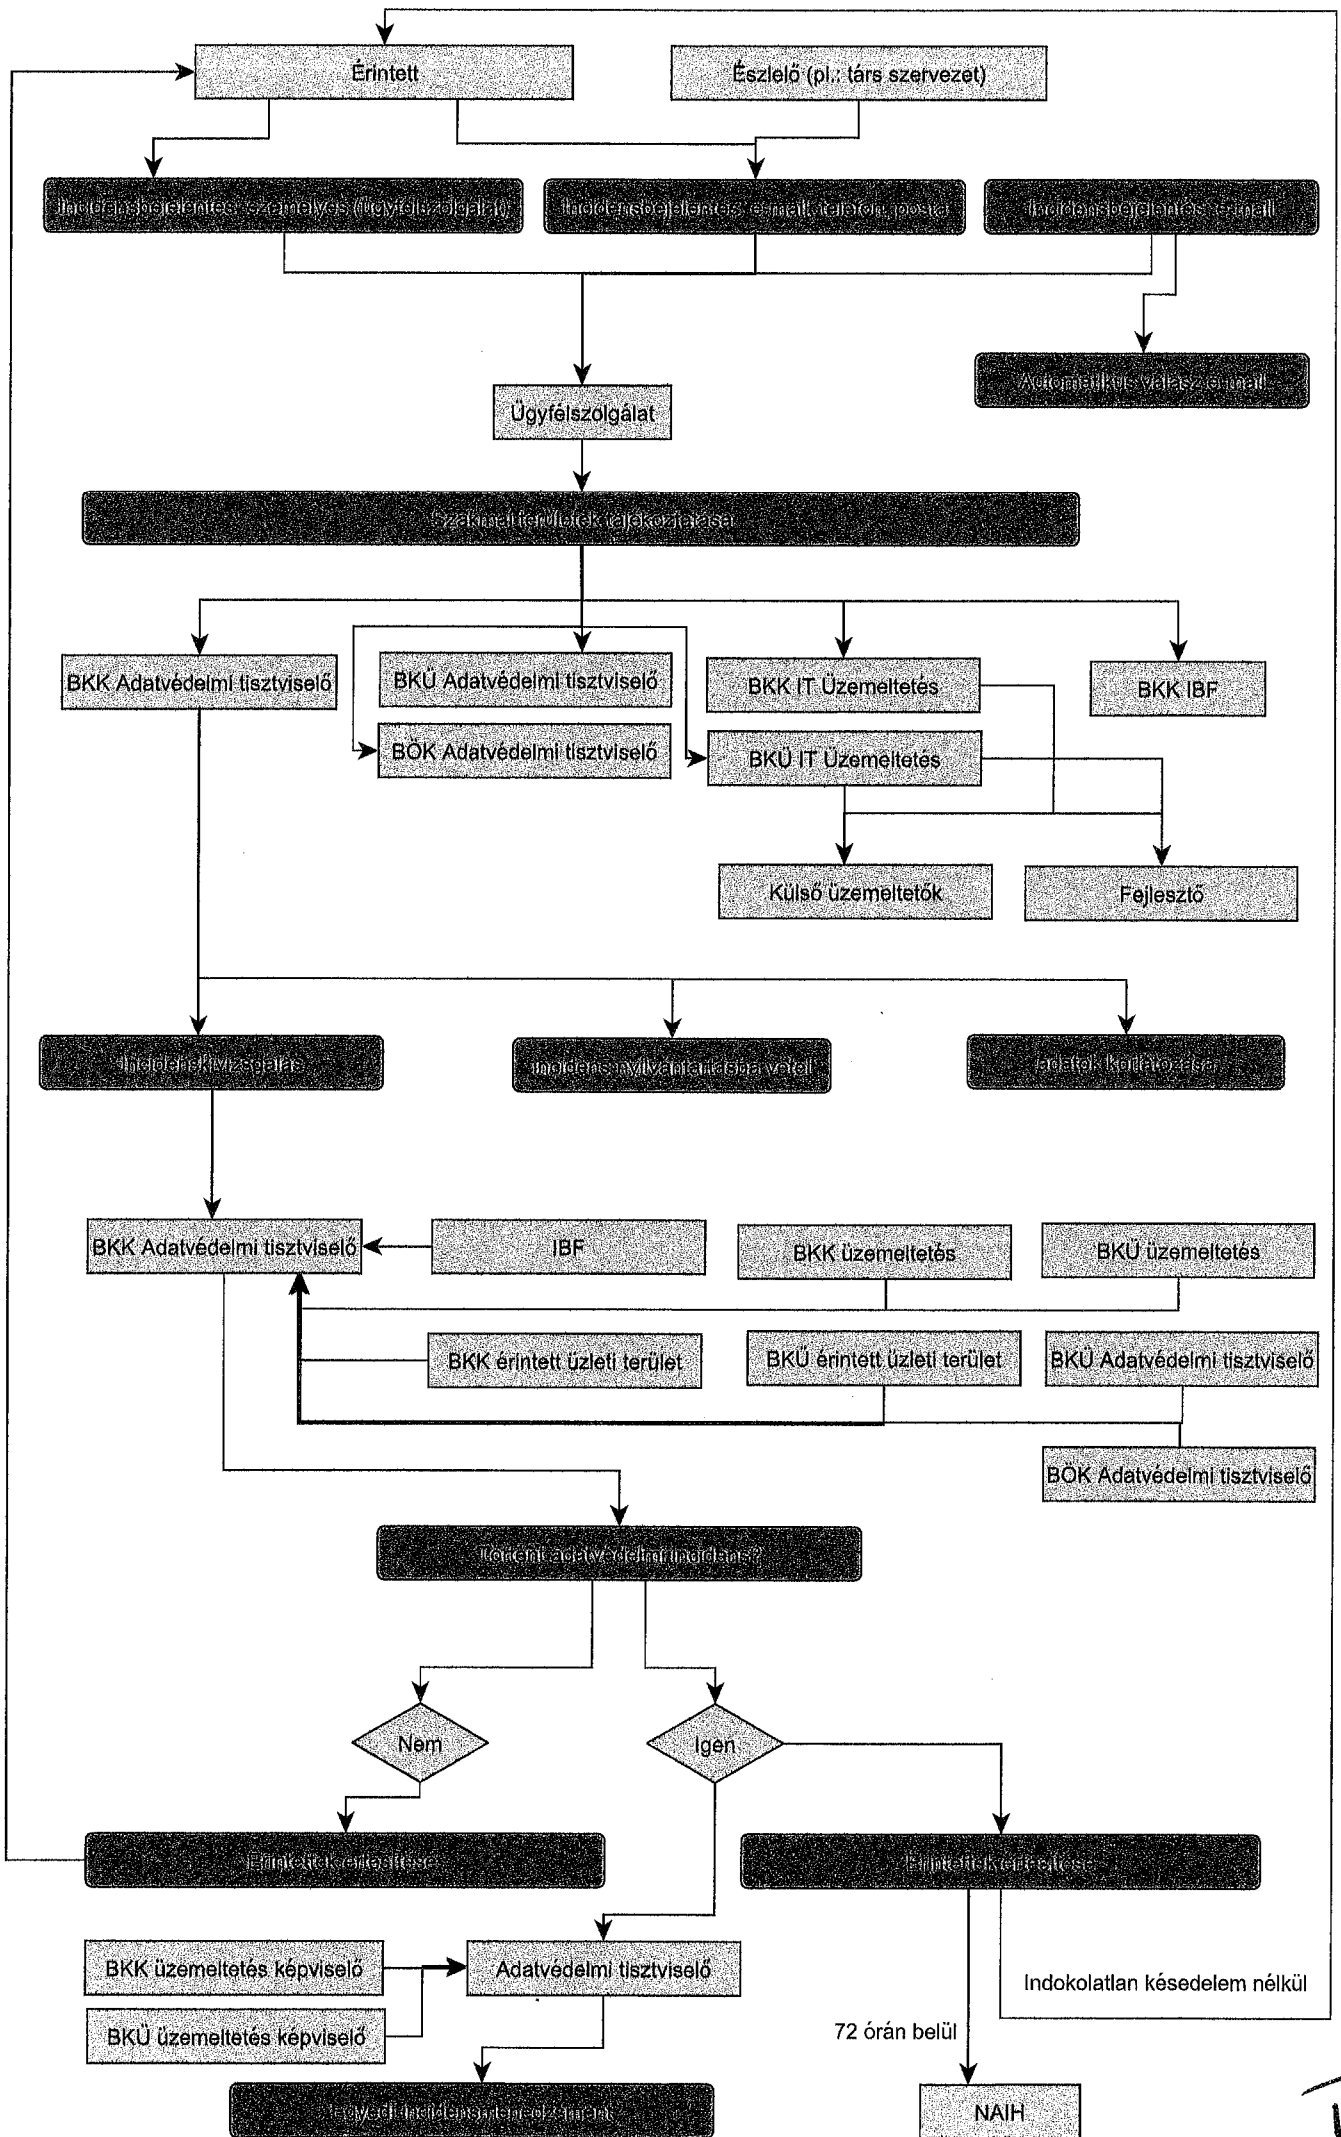 Érintett
Észlelő (pl.: társ szervezet)
Incidensbejelentés: személyes (ügyfélszolgálat)
Incidensbejelentés: e-mail, telefon, posta
Incidensbejelentés: e-mail
Automatikus válasz e-mail
Ügyfélszolgálat
Szakmai területek tájékoztatása
BKK Adatvédelmi tisztviselő
BKÜ Adatvédelmi tisztviselő
BKK IT Üzemeltetés
BKK IBF
BÖK Adatvédelmi tisztviselő
BKÜ IT Üzemeltetés
Külső üzemeltetők
Fejlesztő
Incidens kivizsgálás
Incidens nyilvántartásba vétel
adatok korlátozása
BKK Adatvédelmi tisztviselő
IBF
BKK üzemeltetés
BKÜ üzemeltetés
BKK érintett üzleti terület
BKÜ érintett üzleti terület
BKÜ Adatvédelmi tisztviselő
BÖK Adatvédelmi tisztviselő
Történt adatvédelmi incidens?
Nem
Igen
Érintettek értesítése
Érintettek értesítése
BKK üzemeltetés képviselő
Adatvédelmi tisztviselő
Indokolatlan késedelem nélkül
BKÜ üzemeltetés képviselő
72 órán belül
Egyedi incidensmenedzsment
NAIH